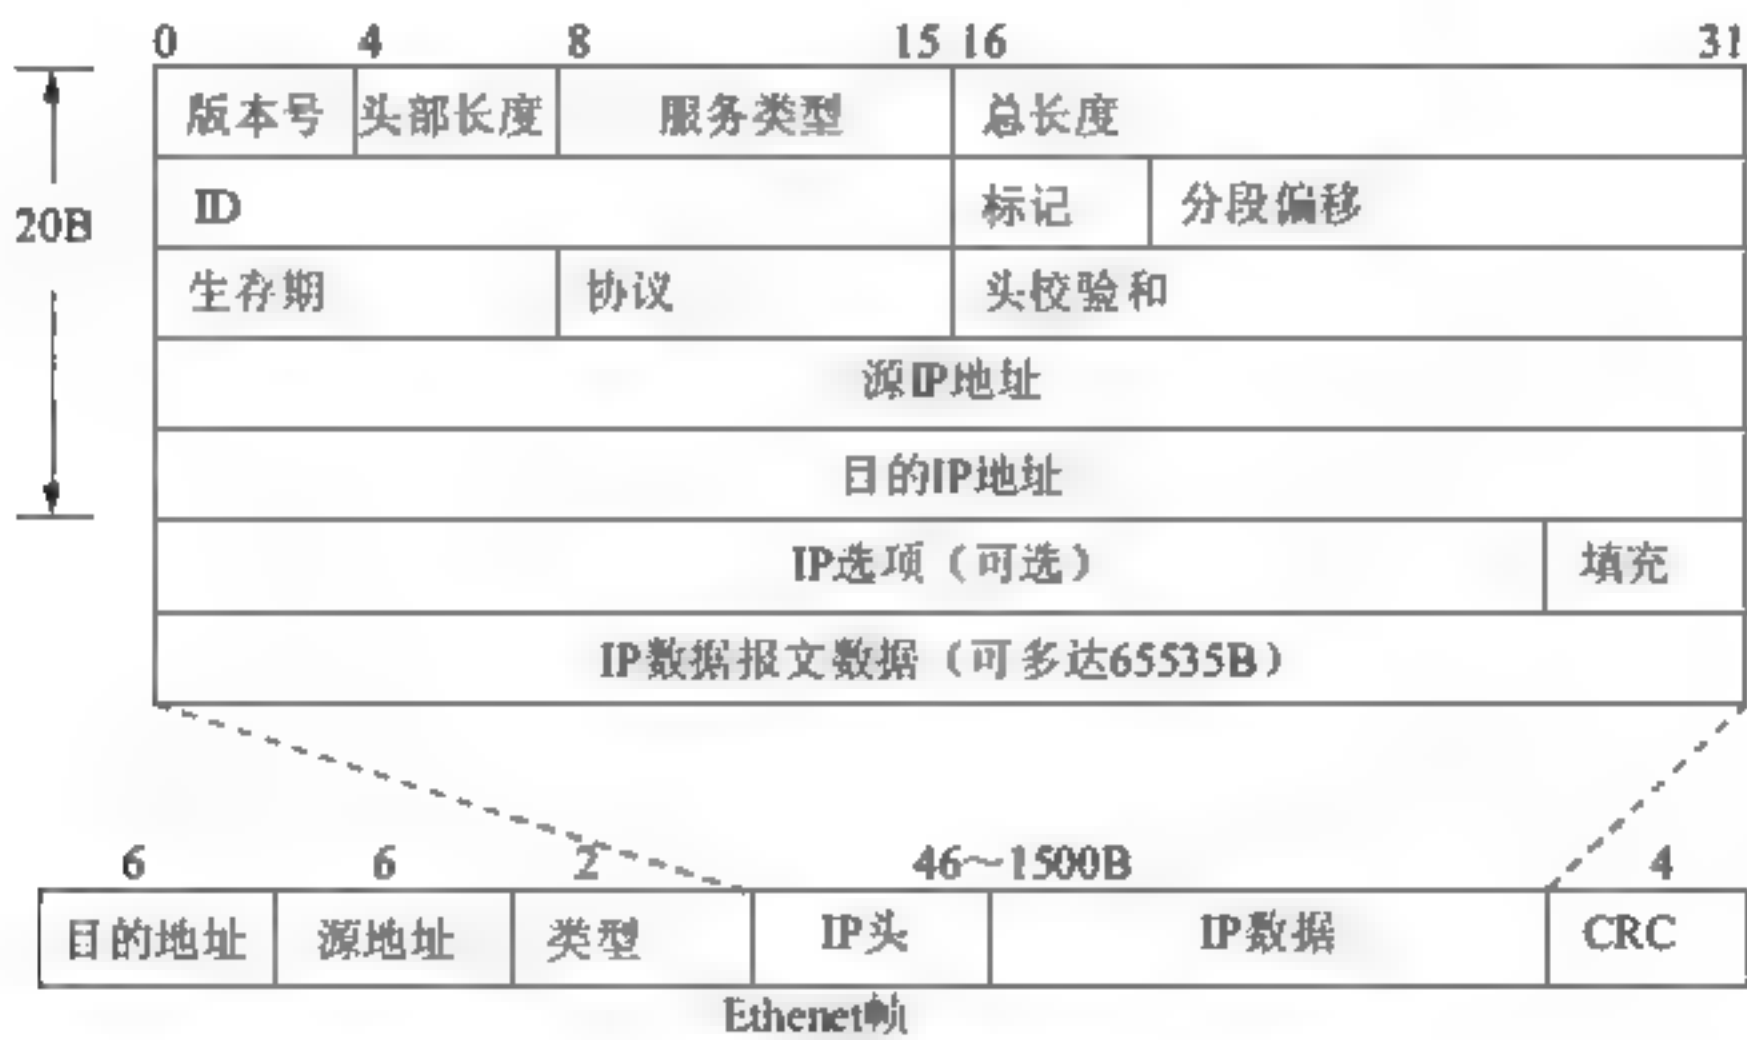 0 4 8 15 16 31
版本号 头部长度 服务类型 总长度
20B
ID 标记 分段偏移
生存期 协议 头校验和
源IP地址
目的IP地址
IP选项（可选） 填充
IP数据报文数据（可多达65535B）
6 6 2 46～1500B 4
目的地址 源地址 类型 IP头 IP数据 CRC
Ethenet帧